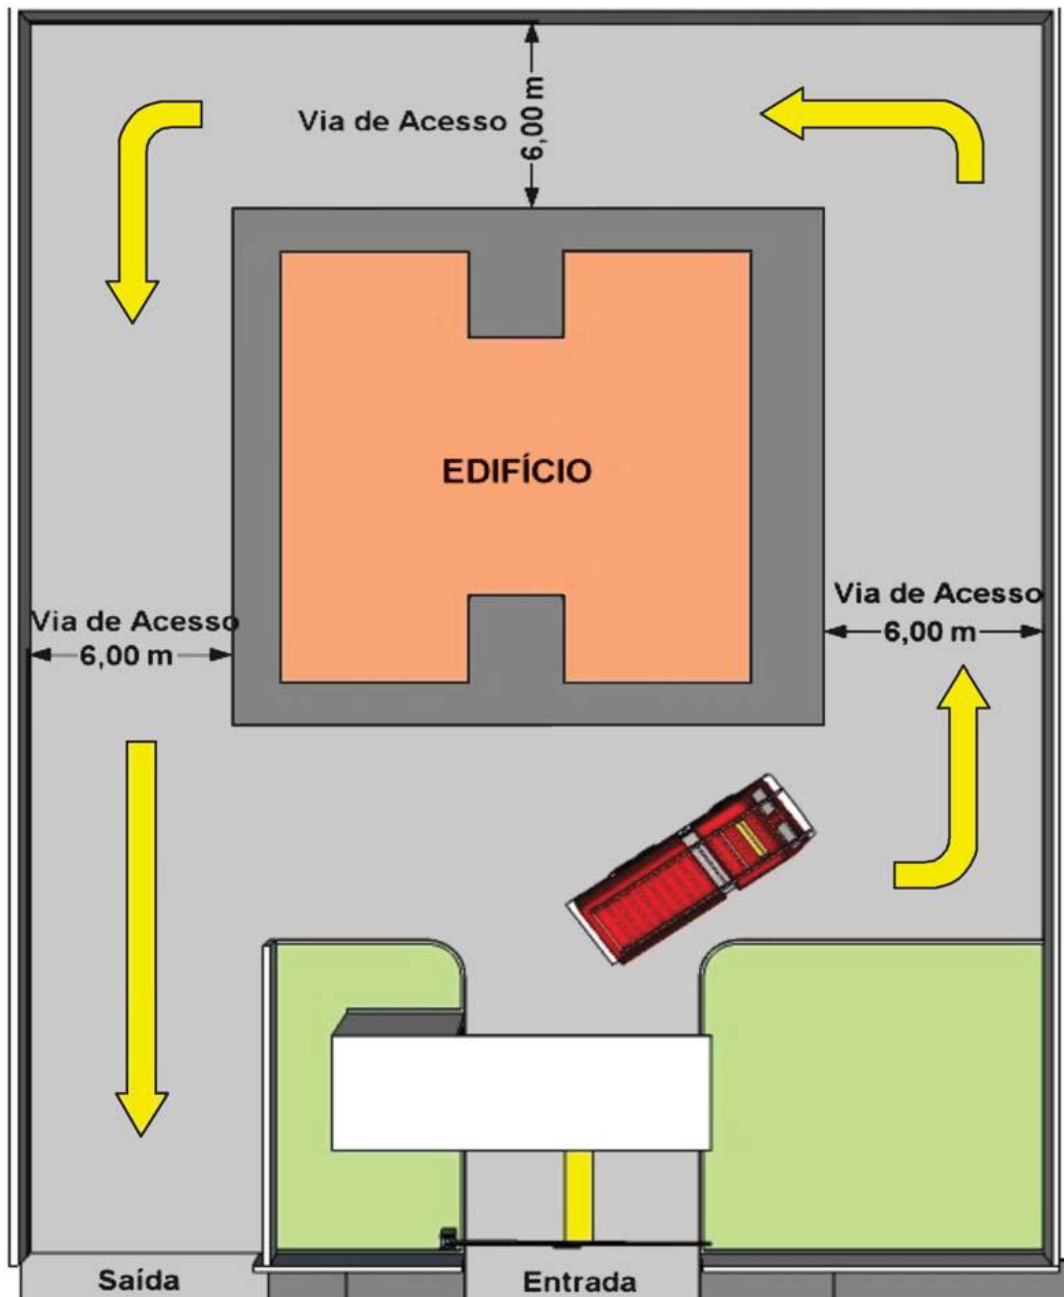 Via de Acesso
6,00 m
EDIFÍCIO
Via de Acesso
6,00 m
Via de Acesso
6,00 m
Saída
Entrada